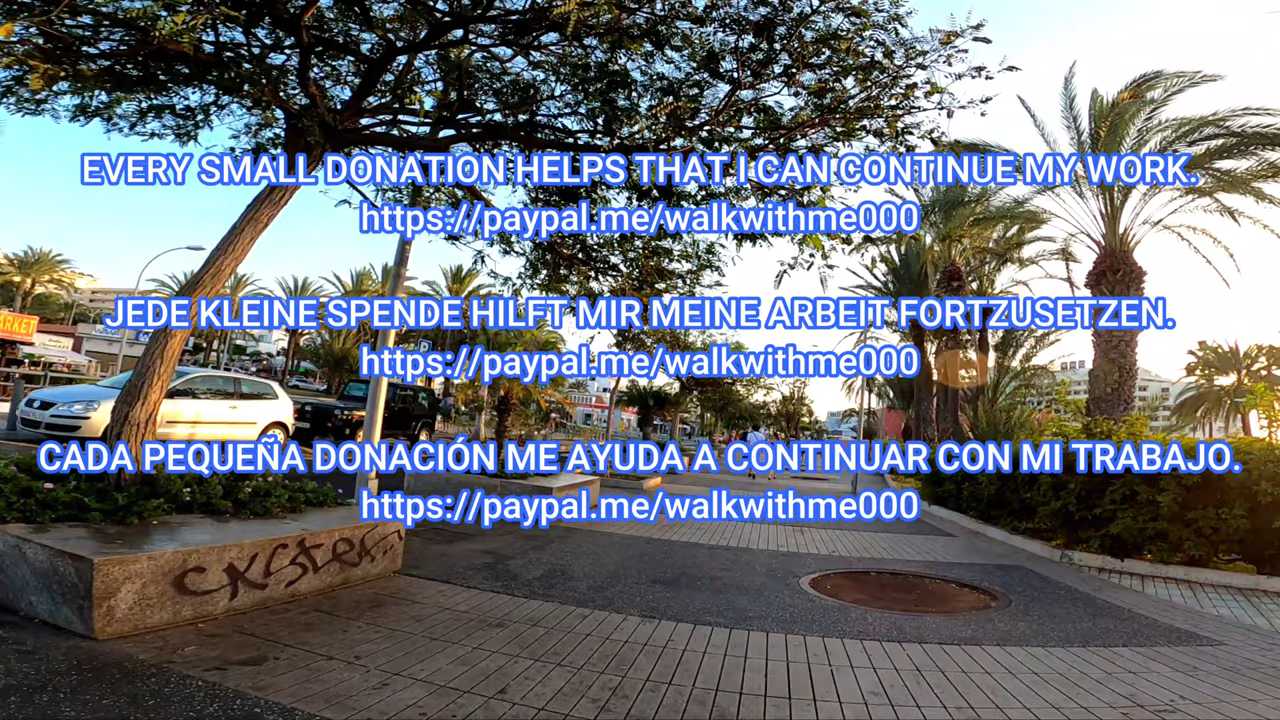 EVERY SMALL DONATION HELPS THAT I CAN CONTINUE MY WORK.
https://paypal.me/walkwithme000
JEDE KLEINE SPENDE HILFT MIR MEINE ARBEIT FORTZUSETZEN.
https://paypal.me/walkwithme000
ARKET
P
CADA PEQUEÑA DONACIÓN ME AYUDA A CONTINUAR CON MI TRABAJO.
https://paypal.me/walkwithme000